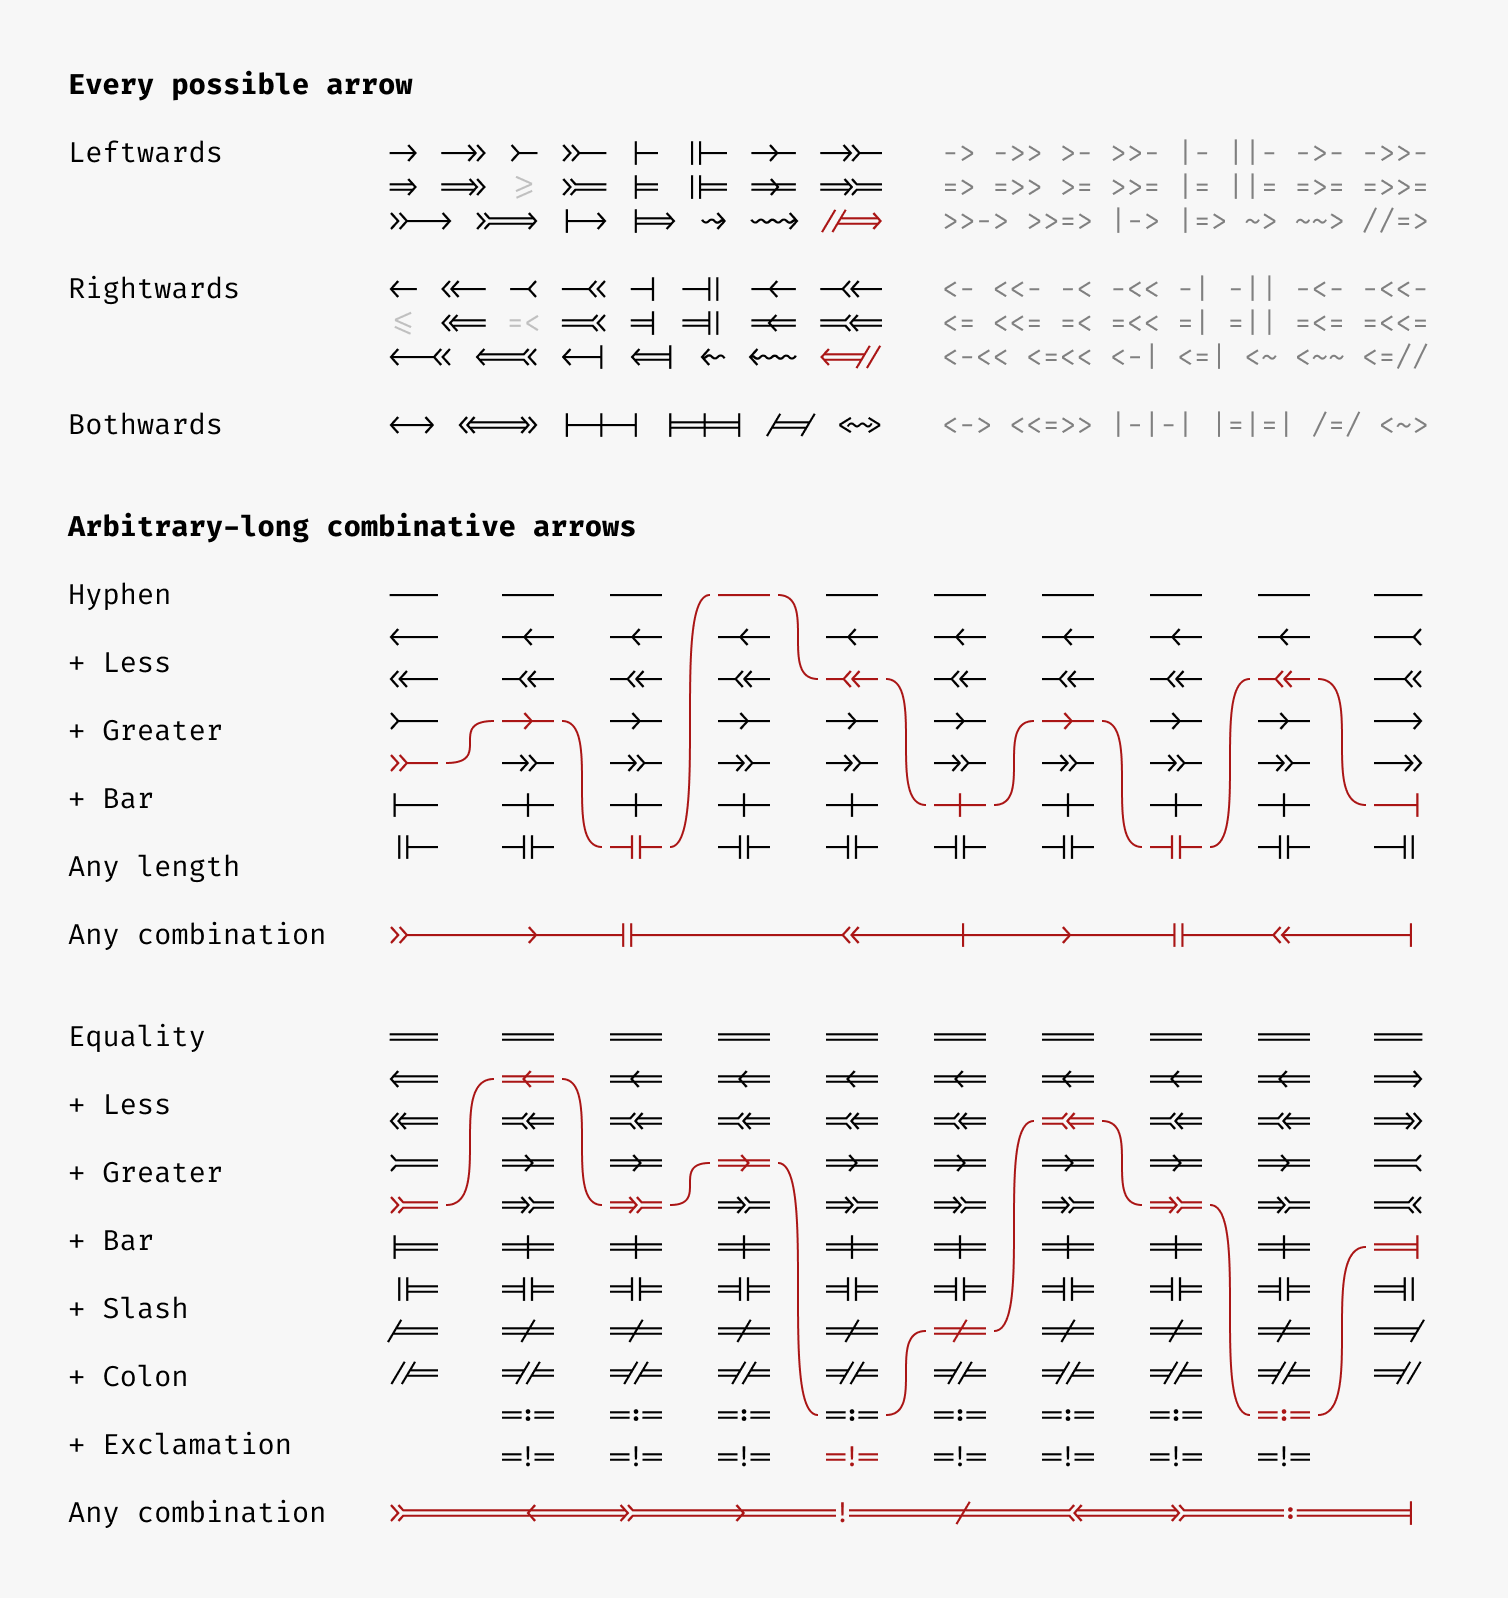 Every possible arrow
Leftwards -> ->> >- >>- |- ||- ->- ->>-
=> =>> >= >>= |= ||= =>= =>>=
>>-> >>=> |-> |=> ~> ~~> //=>
Rightwards <- <<- -< -<< -| -|| -<- -<<-
<= <<= =< =<< =| =|| =<= =<<=
<-<< <=<< <-| <=| <~ <~~ <=//
Bothwards <-> <<=>> |-|-| |=|=| /=/ <~>
Arbitrary-long combinative arrows
Hyphen
+ Less
+ Greater
+ Bar
Any length
Any combination
Equality
+ Less
+ Greater
+ Bar
+ Slash
+ Colon
+ Exclamation
Any combination